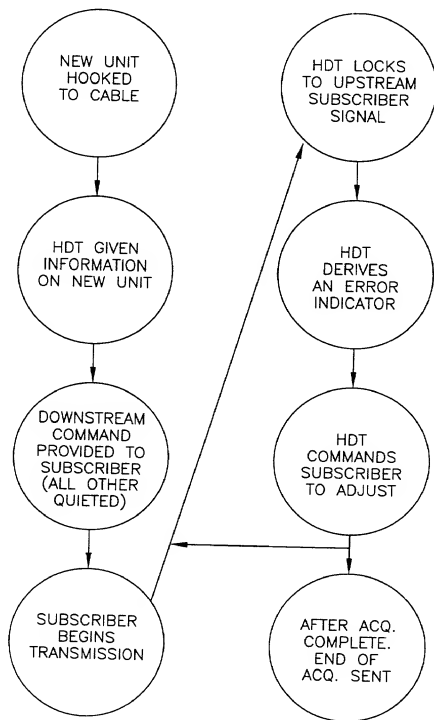 NEW UNIT
HOOKED
TO CABLE
HDT GIVEN
INFORMATION
ON NEW UNIT
DOWNSTREAM
COMMAND
PROVIDED TO
SUBSCRIBER
(ALL OTHER
QUIETED)
SUBSCRIBER
BEGINS
TRANSMISSION
HDT LOCKS
TO UPSTREAM
SUBSCRIBER
SIGNAL
HDT
DERIVES
AN ERROR
INDICATOR
HDT
COMMANDS
SUBSCRIBER
TO ADJUST
AFTER ACQ.
COMPLETE.
END OF
ACQ. SENT